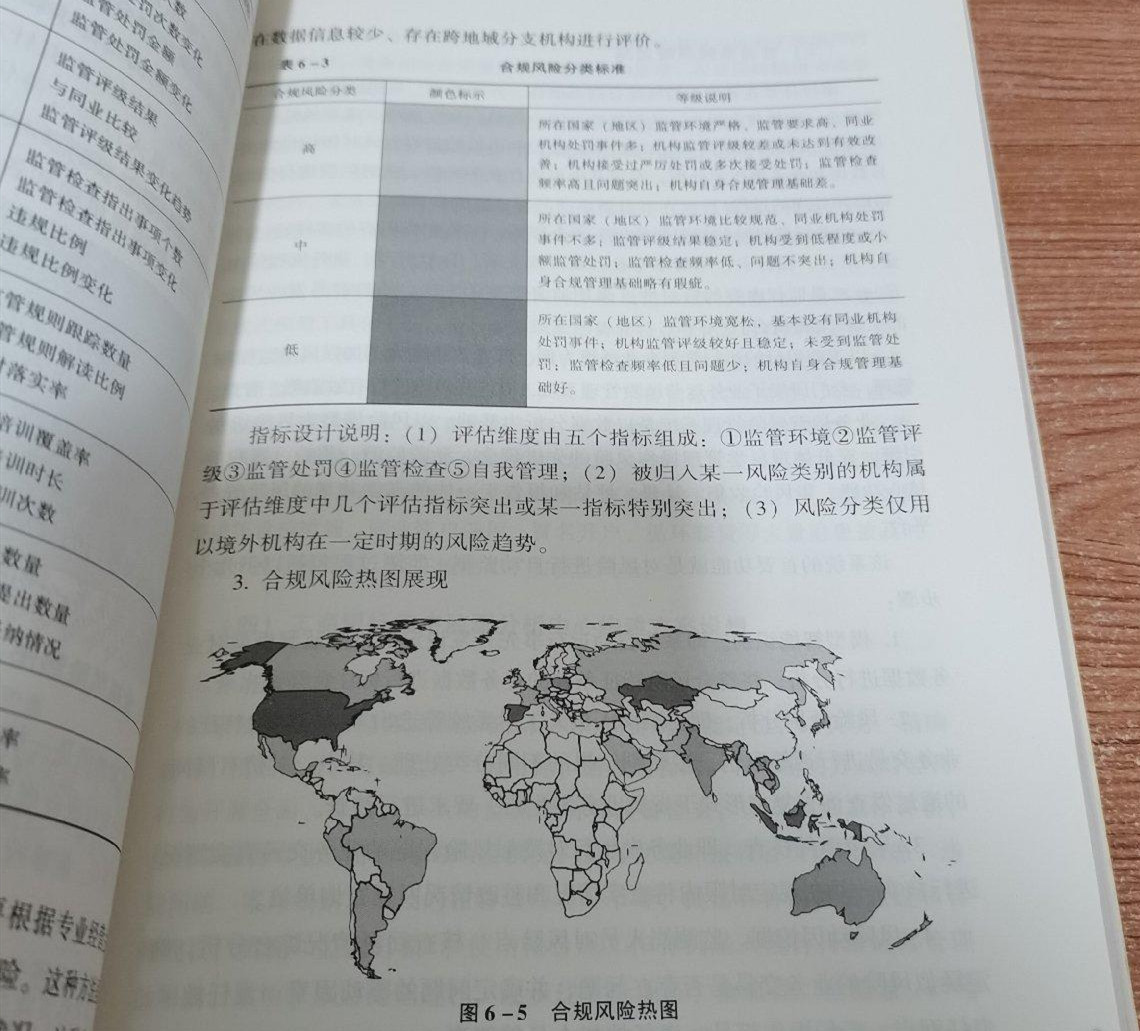 人数
处罚次数变化
监管处罚金额
监管处罚金额变化
监管评级结果
与同业比较
监管评级结果变化趋势
监管检查指出事项个数
监管检查指出事项变化
违规比例
违规比例变化
管规则跟踪数量
管规则解读比例
落实率
培训覆盖率
训时长
训次数
数量
提出数量
纳情况
率
率
根据专业经
险。这种方
在数据信息较少、存在跨地域分支机构进行评价。
表6-3 合规风险分类标准
合规风险分类 颜色标示 等级说明
高
所在国家（地区）监管环境严格、监管要求高、同业
机构处罚事件多；机构监管评级较差或未达到有效改
善；机构接受过严厉处罚或多次接受处罚；监管检查
频率高且问题突出；机构自身合规管理基础差。
中
所在国家（地区）监管环境比较规范、同业机构处罚
事件不多；监管评级结果稳定；机构受到低程度或小
额监管处罚；监管检查频率低、问题不突出；机构自
身合规管理基础略有瑕疵。
低
所在国家（地区）监管环境宽松，基本没有同业机构
处罚事件；机构监管评级较好且稳定；未受到监管处
罚；监管检查频率低且问题少；机构自身合规管理基
础好。
指标设计说明：（1）评估维度由五个指标组成：①监管环境②监管评
级③监管处罚④监管检查⑤自我管理；（2）被归入某一风险类别的机构属
于评估维度中几个评估指标突出或某一指标特别突出；（3）风险分类仅用
以境外机构在一定时期的风险趋势。
3. 合规风险热图展现
图6-5 合规风险热图